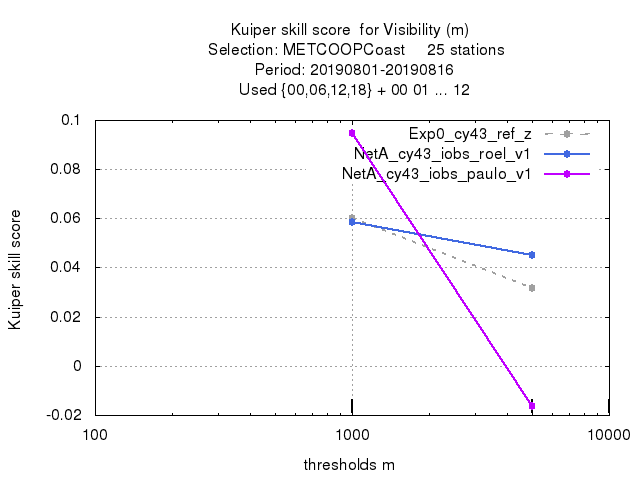 Kuiper skill score  for Visibility (m)
Selection: METCOOPCoast     25 stations
Period: 20190801-20190816
Used {00,06,12,18} + 00 01 ... 12
0.1
0.08
0.06
0.04
0.02
0
-0.02
Kuiper skill score
Exp0_cy43_ref_z
NetA_cy43_iobs_roel_v1
NetA_cy43_iobs_paulo_v1
100
1000
10000
thresholds m